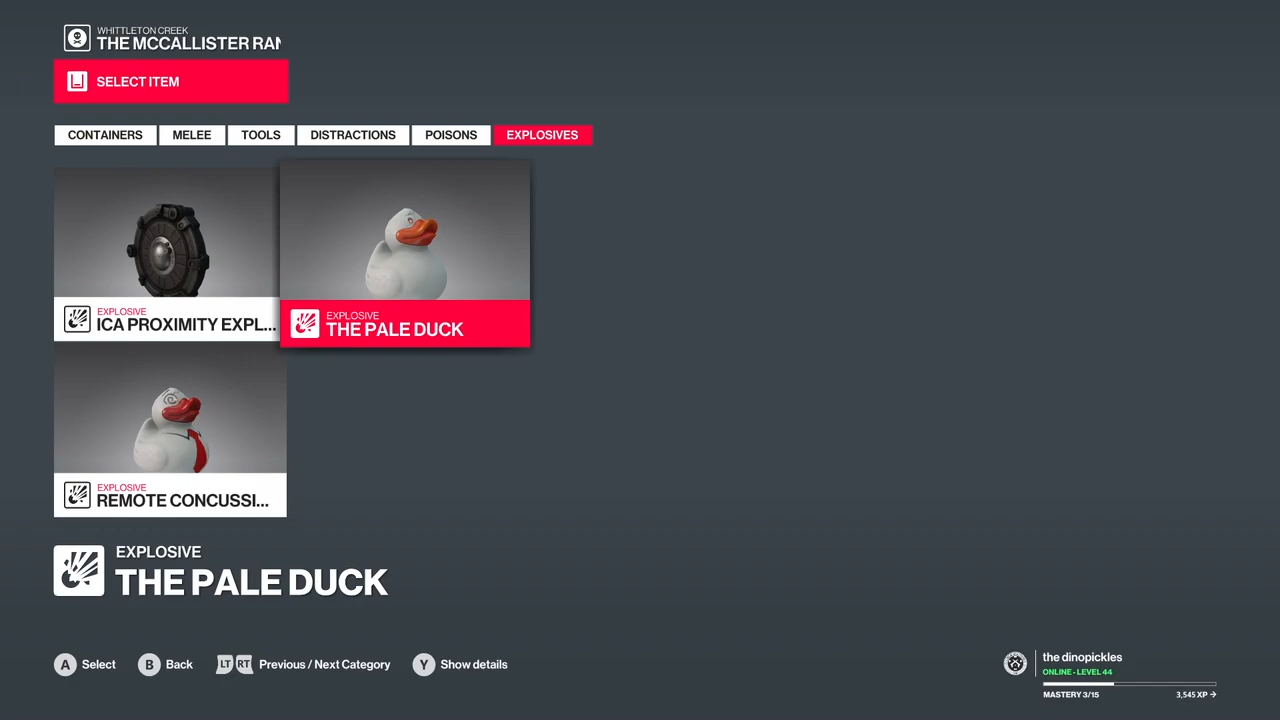 WHITTLETON CREEK
THE MCCALLISTER RAN
SELECT ITEM
CONTAINERS MELEE TOOLS DISTRACTIONS POISONS EXPLOSIVES
EXPLOSIVE
ICA PROXIMITY EXPL...
EXPLOSIVE
THE PALE DUCK
EXPLOSIVE
REMOTE CONCUSSI...
EXPLOSIVE
THE PALE DUCK
A Select B Back LT RT Previous / Next Category Y Show details
the dinopickles
ONLINE - LEVEL 44
MASTERY 3/15 3,545 XP →